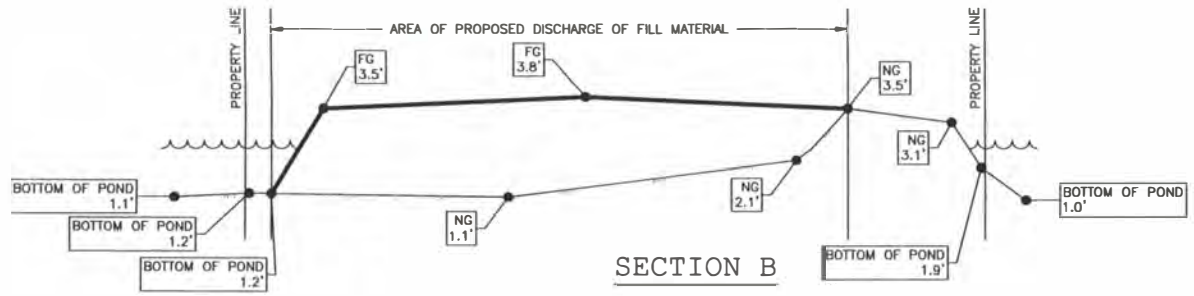 PROPERTY LINE
AREA OF PROPOSED DISCHARGE OF FILL MATERIAL
PROPERTY LINE
FG
3.5'
FG
3.8'
NG
3.5'
NG
3.1'
BOTTOM OF POND
1.1'
BOTTOM OF POND
1.2'
BOTTOM OF POND
1.2'
NG
1.1'
NG
2.1'
BOTTOM OF POND
1.0'
BOTTOM OF POND
1.9'
SECTION B